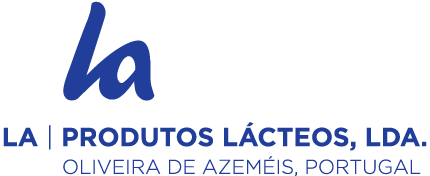 la
LA | PRODUTOS LÁCTEOS, LDA.
OLIVEIRA DE AZEMÉIS, PORTUGAL